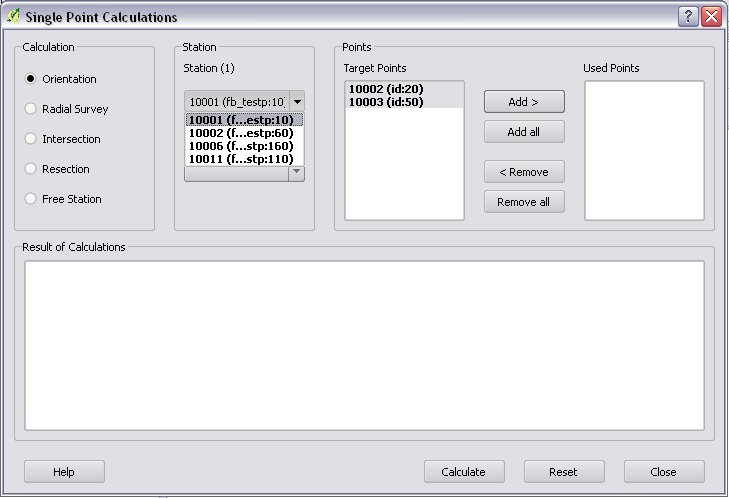 Single Point Calculations
?
Calculation
Orientation
Radial Survey
Intersection
Resection
Free Station
Station
Station (1)
10001 (fb_testp:10)
10001 (f...estp:10)
10002 (f...estp:60)
10006 (f...stp:160)
10011 (f...stp:110)
Points
Target Points
10002 (id:20)
10003 (id:50)
Add >
Add all
< Remove
Remove all
Used Points
Result of Calculations
Help
Calculate
Reset
Close